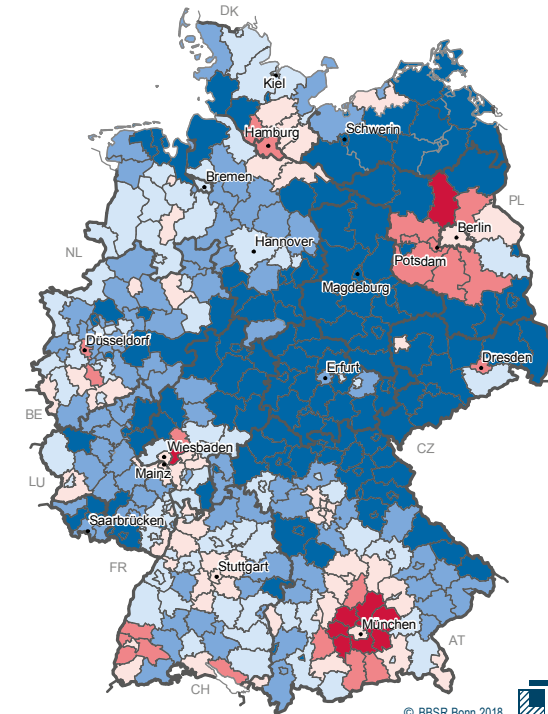 DK
Kiel
Hamburg
Schwerin
Bremen
PL
Berlin
NL
Hannover
Potsdam
Magdeburg
Düsseldorf
Dresden
Erfurt
BE
CZ
Wiesbaden
Mainz
LU
Saarbrücken
FR
Stuttgart
München
AT
CH
© BBSR Bonn 2018